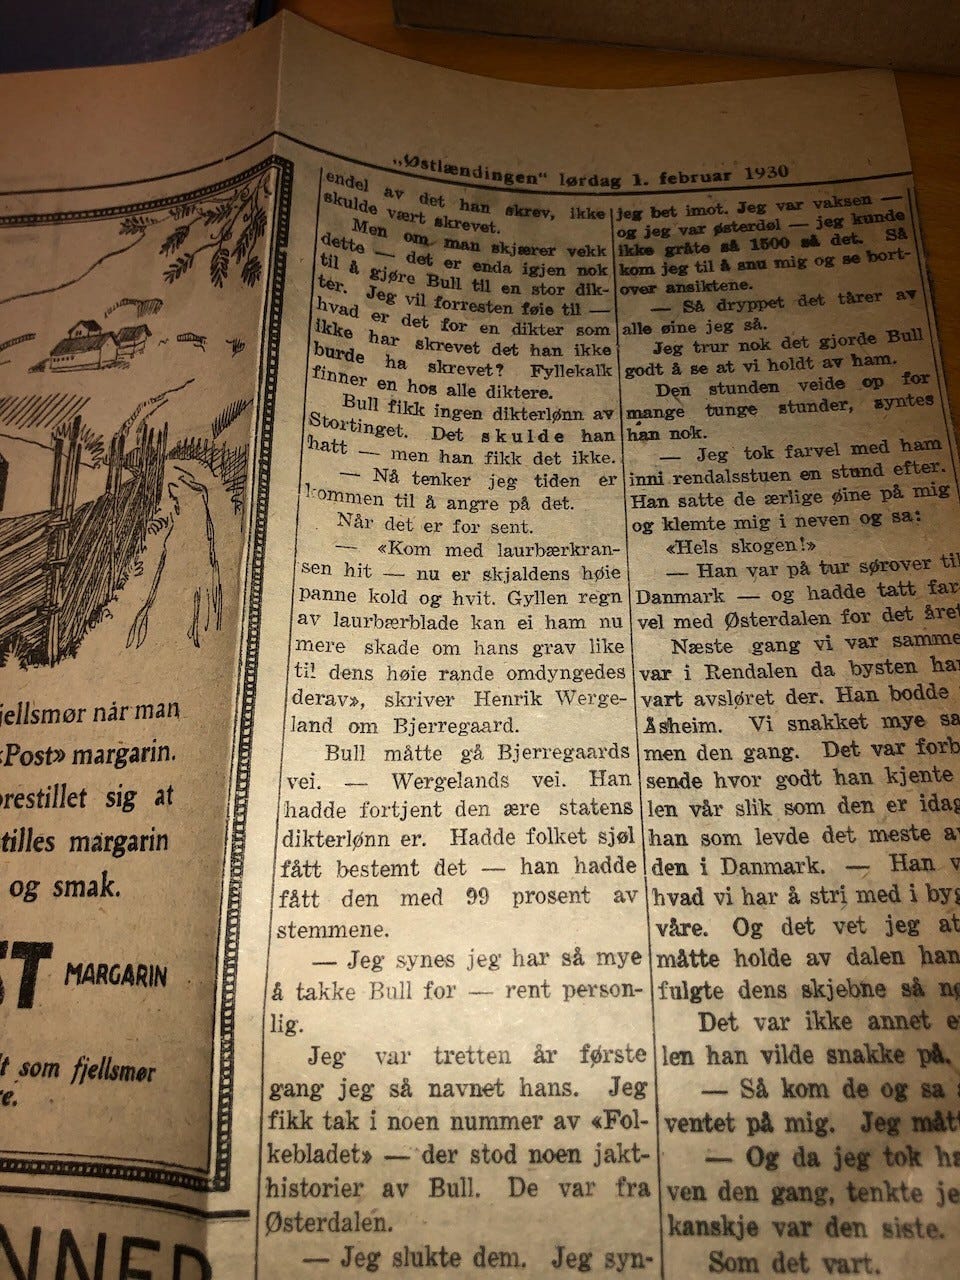 „Østlændingen" lørdag 1. februar 1930
jellsmør når man
«Post» margarin.
orestillet sig at
tilles margarin
og smak.
ST MARGARIN
t som fjellsmør
re.
NNER
endel av det han skrev, ikke
skulde vært skrevet.
Men om man skjærer vekk
dette — det er enda igjen nok
til å gjøre Bull til en stor dik-
ter. Jeg vil forresten føie til —
hvad er det for en dikter som
ikke har skrevet det han ikke
burde ha skrevet? Fyllekalk
finner en hos alle diktere.
Bull fikk ingen dikterlønn av
Stortinget. Det skulde han
hatt — men han fikk det ikke.
— Nå tenker jeg tiden er
kommen til å angre på det.
Når det er for sent.
— «Kom med laurbærkran-
sen hit — nu er skjaldens høie
panne kold og hvit. Gyllen regn
av laurbærblade kan ei ham nu
mere skade om hans grav like
til dens høie rande omdyngedes
derav», skriver Henrik Werge-
land om Bjerregaard.
Bull måtte gå Bjerregaards
vei. — Wergelands vei. Han
hadde fortjent den ære statens
dikterlønn er. Hadde folket sjøl
fått bestemt det — han hadde
fått den med 99 prosent av
stemmene.
— Jeg synes jeg har så mye
å takke Bull for — rent person-
lig.
Jeg var tretten år første
gang jeg så navnet hans. Jeg
fikk tak i noen nummer av «Fol-
kebladet» — der stod noen jakt-
historier av Bull. De var fra
Østerdalen.
— Jeg slukte dem. Jeg syn-
jeg bet imot. Jeg var vaksen —
og jeg var østerdøl — jeg kunde
ikke gråte så 1500 så det. Så
kom jeg til å snu mig og se bort-
over ansiktene.
— Så dryppet det tårer av
alle øine jeg så.
Jeg trur nok det gjorde Bull
godt å se at vi holdt av ham.
Den stunden veide op for
mange tunge stunder, syntes
han nok.
— Jeg tok farvel med ham
inni rendalsstuen en stund efter.
Han satte de ærlige øine på mig
og klemte mig i neven og sa:
«Hels skogen!»
— Han var på tur sørover til
Danmark — og hadde tatt far-
vel med Østerdalen for det året
Næste gang vi var samme
var i Rendalen da bysten har
vart avsløret der. Han bodde
Åsheim. Vi snakket mye sa
men den gang. Det var forb
sende hvor godt han kjente
len vår slik som den er idag
han som levde det meste av
den i Danmark. — Han v
hvad vi har å stri med i byg
våre. Og det vet jeg at
måtte holde av dalen han
fulgte dens skjebne så nø
Det var ikke annet e
len han vilde snakke på.
— Så kom de og sa
ventet på mig. Jeg mått
— Og da jeg tok ha
ven den gang, tenkte je
kanskje var den siste.
Som det vart.